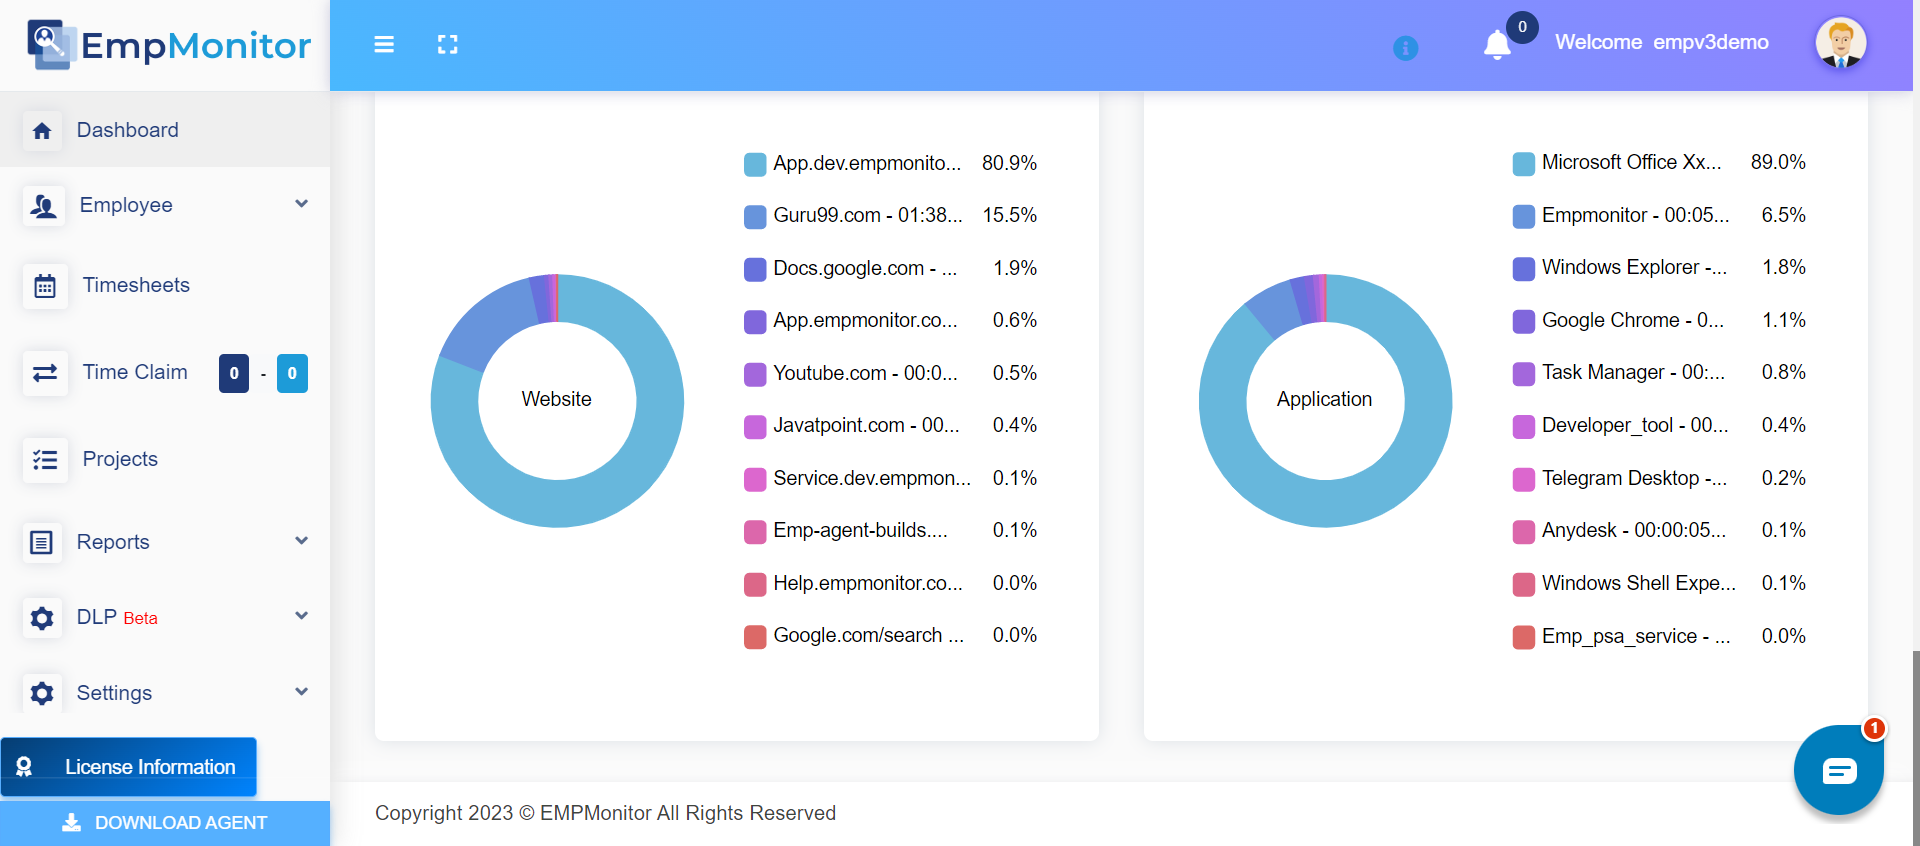 EmpMonitor
0
Welcome empv3demo
Dashboard
Employee
Timesheets
Time Claim 0 - 0
Projects
Reports
DLP Beta
Settings
License Information
DOWNLOAD AGENT
Website
App.dev.empmonito... 80.9%
Guru99.com - 01:38... 15.5%
Docs.google.com - ... 1.9%
App.empmonitor.co... 0.6%
Youtube.com - 00:0... 0.5%
Javatpoint.com - 00... 0.4%
Service.dev.empmon... 0.1%
Emp-agent-builds.... 0.1%
Help.empmonitor.co... 0.0%
Google.com/search ... 0.0%
Application
Microsoft Office Xx... 89.0%
Empmonitor - 00:05... 6.5%
Windows Explorer -... 1.8%
Google Chrome - 0... 1.1%
Task Manager - 00:... 0.8%
Developer_tool - 00... 0.4%
Telegram Desktop -... 0.2%
Anydesk - 00:00:05... 0.1%
Windows Shell Expe... 0.1%
Emp_psa_service - ... 0.0%
1
Copyright 2023 © EMPMonitor All Rights Reserved